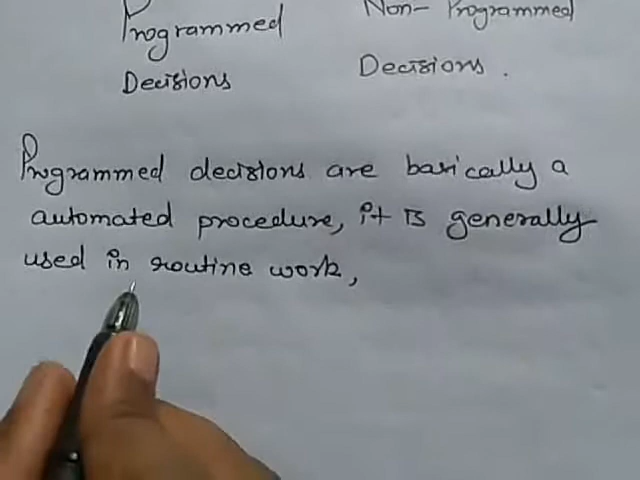 Programmed Non-Programmed
Decisions Decisions.
Programmed decisions are basically a
automated procedure, it is generally
used in routine work,